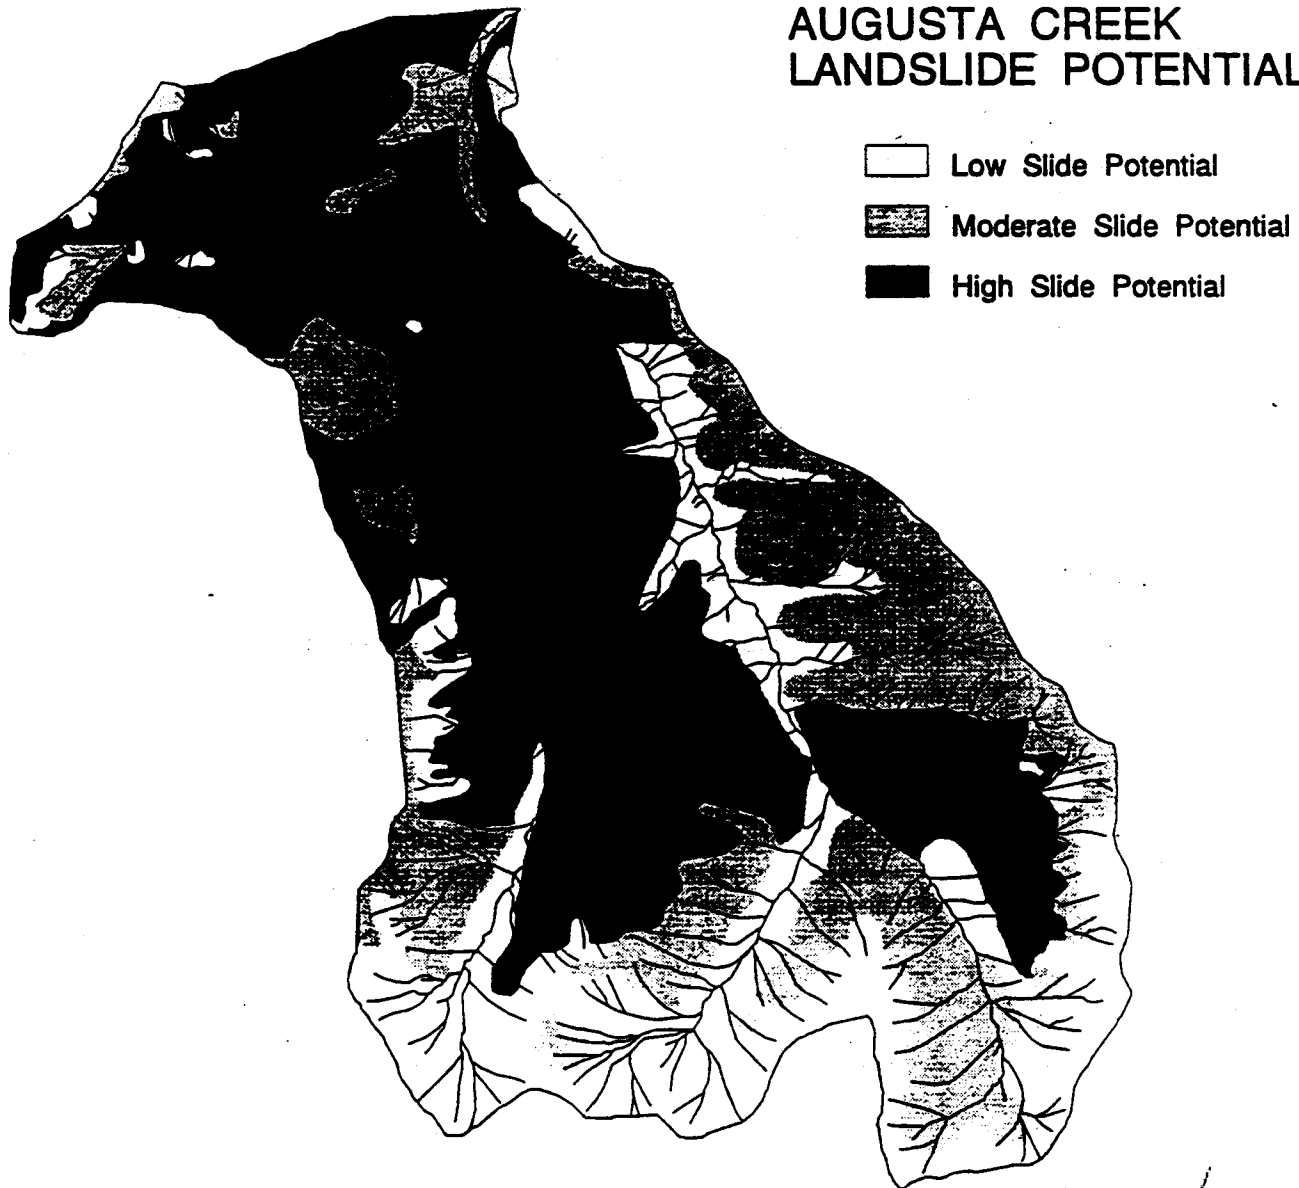 AUGUSTA CREEK
LANDSLIDE POTENTIAL
Low Slide Potential
Moderate Slide Potential
High Slide Potential